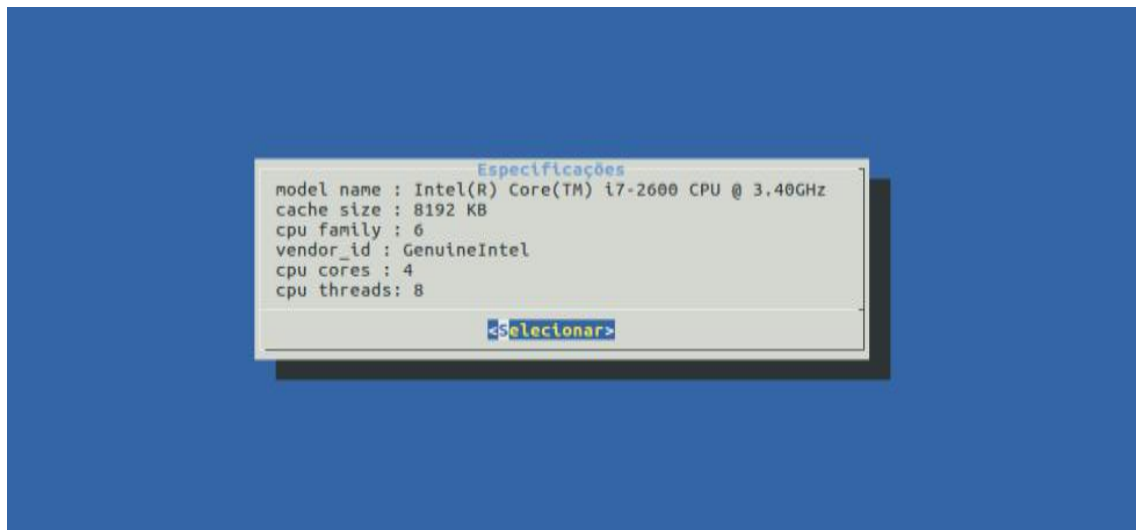 Especificações
model name : Intel(R) Core(TM) i7-2600 CPU @ 3.40GHz
cache size : 8192 KB
cpu family : 6
vendor_id : GenuineIntel
cpu cores : 4
cpu threads: 8
<Selecionar>